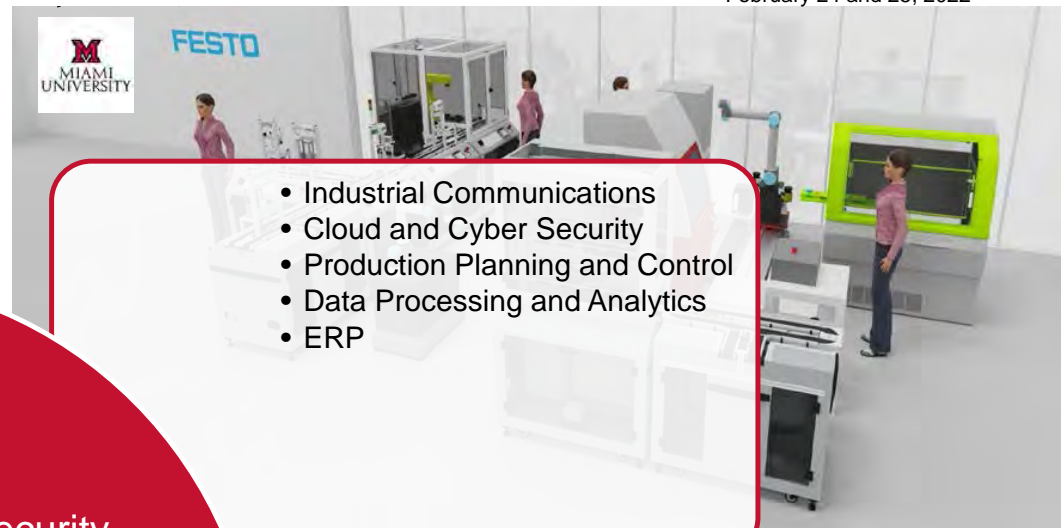 February 24 and 25, 2022
FESTO
M
MIAMI
UNIVERSITY
• Industrial Communications
• Cloud and Cyber Security
• Production Planning and Control
• Data Processing and Analytics
• ERP